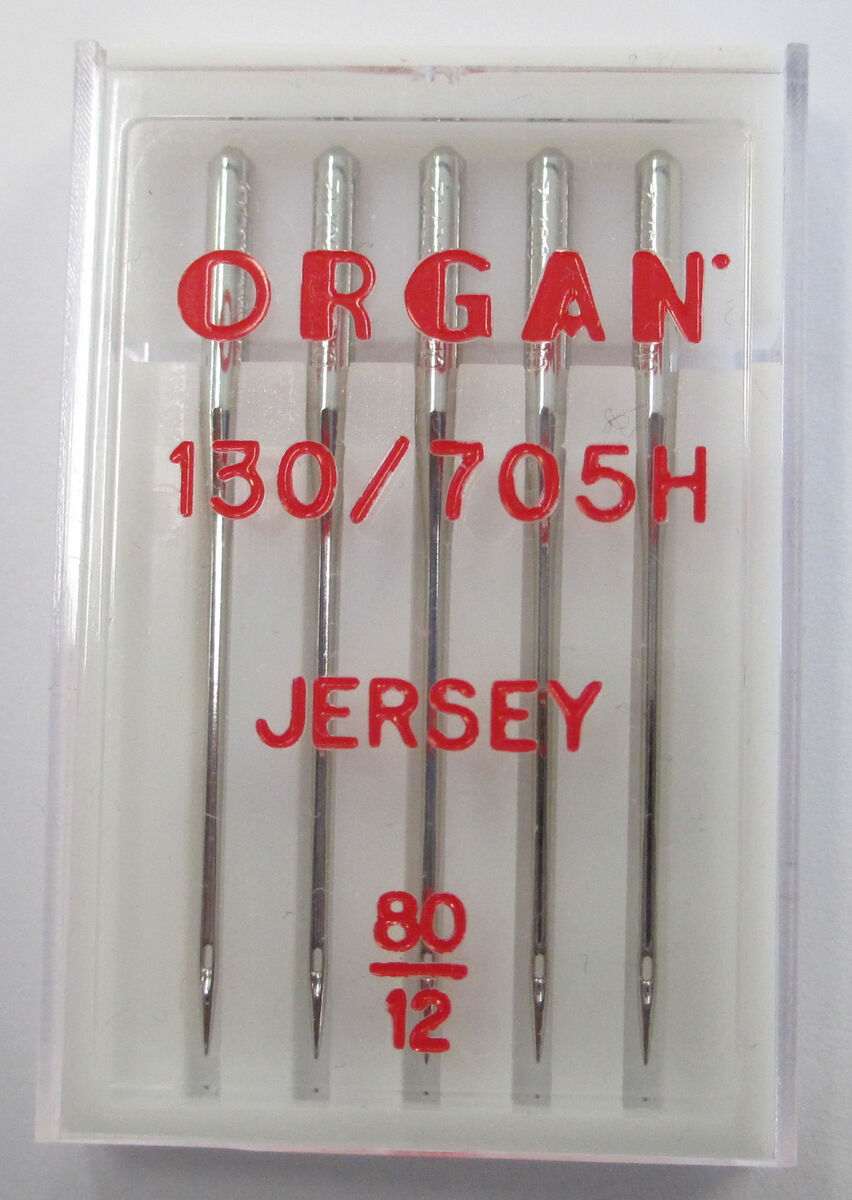 ORGAN
130/705H
JERSEY
80
12